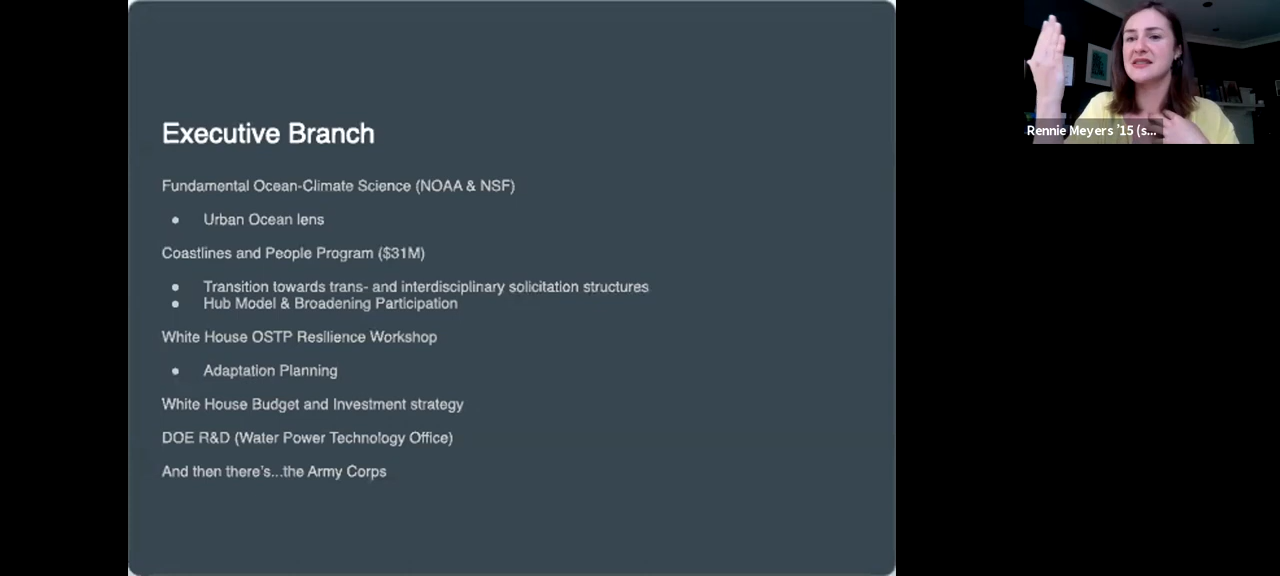 Executive Branch
Fundamental Ocean-Climate Science (NOAA & NSF)
● Urban Ocean lens
Coastlines and People Program ($31M)
● Transition towards trans- and interdisciplinary solicitation structures
● Hub Model & Broadening Participation
White House OSTP Resilience Workshop
● Adaptation Planning
White House Budget and Investment strategy
DOE R&D (Water Power Technology Office)
And then there's...the Army Corps
Rennie Meyers '15 (s...